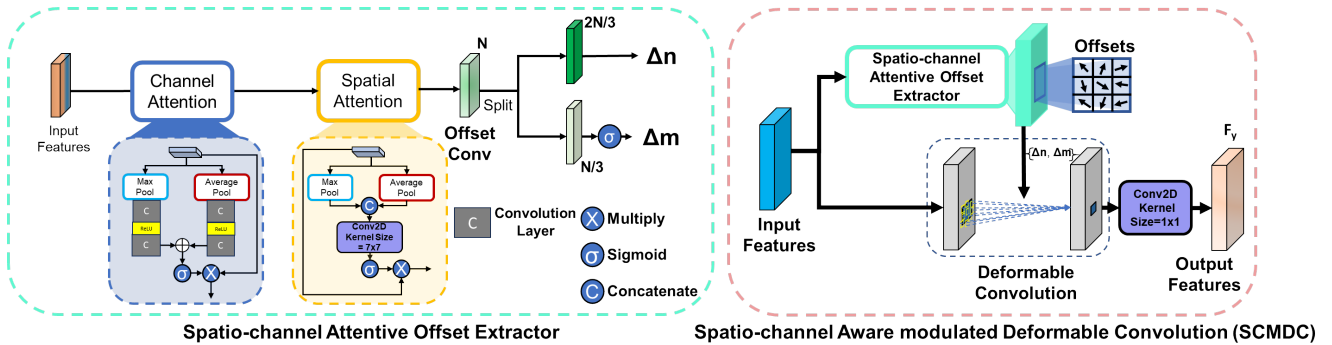 Input
Features
Channel
Attention
Spatial
Attention
N
Offset
Conv
Split
2N/3
Δn
N/3
σ
Δm
Max
Pool
Average
Pool
C
ReLU
C
C
ReLU
C
σ
X
Max
Pool
Average
Pool
C
Conv2D
Kernel Size
= 7x7
σ
X
C
Convolution
Layer
X
Multiply
σ
Sigmoid
C
Concatenate
Spatio-channel Attentive Offset Extractor
Input
Features
Spatio-channel
Attentive Offset
Extractor
Offsets
{Δn, Δm}
Deformable
Convolution
Conv2D
Kernel
Size=1x1
Fy
Output
Features
Spatio-channel Aware modulated Deformable Convolution (SCMDC)